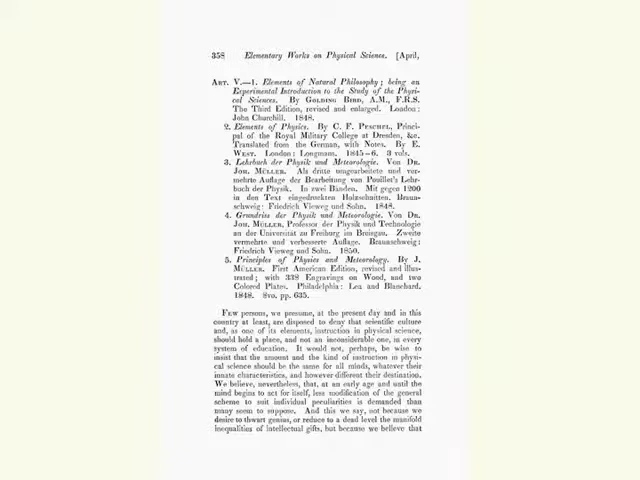 358 Elementary Works on Physical Science. [April,
ART. V.—1. Elements of Natural Philosophy; being an
Experimental Introduction to the Study of the Physi-
cal Sciences. By GOLDING BIRD, A.M., F.R.S.
The Third Edition, revised and enlarged. London:
John Churchill. 1848.
2. Elements of Physics. By C. F. PESCHEL, Princi-
pal of the Royal Military College at Dresden, &c.
Translated from the German, with Notes. By E.
WEST. London: Longmans. 1845–6. 3 vols.
3. Lehrbuch der Physik und Meteorologie. Von DR.
JOH. MÜLLER. Als dritte umgearbeitete und ver-
mehrte Auflage der Bearbeitung von Pouillet's Lehr-
buch der Physik. In zwei Bänden. Mit gegen 1200
in den Text eingedruckten Holzschnitten. Braun-
schweig: Friedrich Vieweg und Sohn. 1848.
4. Grundriss der Physik und Meteorologie. Von DR.
JOH. MÜLLER, Professor der Physik und Technologie
an der Universität zu Freiburg im Breisgau. Zweite
vermehrte und verbesserte Auflage. Braunschweig:
Friedrich Vieweg und Sohn. 1850.
5. Principles of Physics and Meteorology. By J.
MÜLLER. First American Edition, revised and illus-
trated; with 338 Engravings on Wood, and two
Colored Plates. Philadelphia: Lea and Blanchard.
1848. 8vo. pp. 635.
FEW persons, we presume, at the present day and in this
country at least, are disposed to deny that scientific culture
and, as one of its elements, instruction in physical science,
should hold a place, and not an inconsiderable one, in every
system of education. It would not, perhaps, be wise to
insist that the amount and the kind of instruction in physi-
cal science should be the same for all minds, whatever their
innate characteristics, and however different their destination.
We believe, nevertheless, that, at an early age and until the
mind begins to act for itself, less modification of the general
scheme to suit individual peculiarities is demanded than
many seem to suppose. And this we say, not because we
desire to thwart genius, or reduce to a dead level the manifold
inequalities of intellectual gifts, but because we believe that